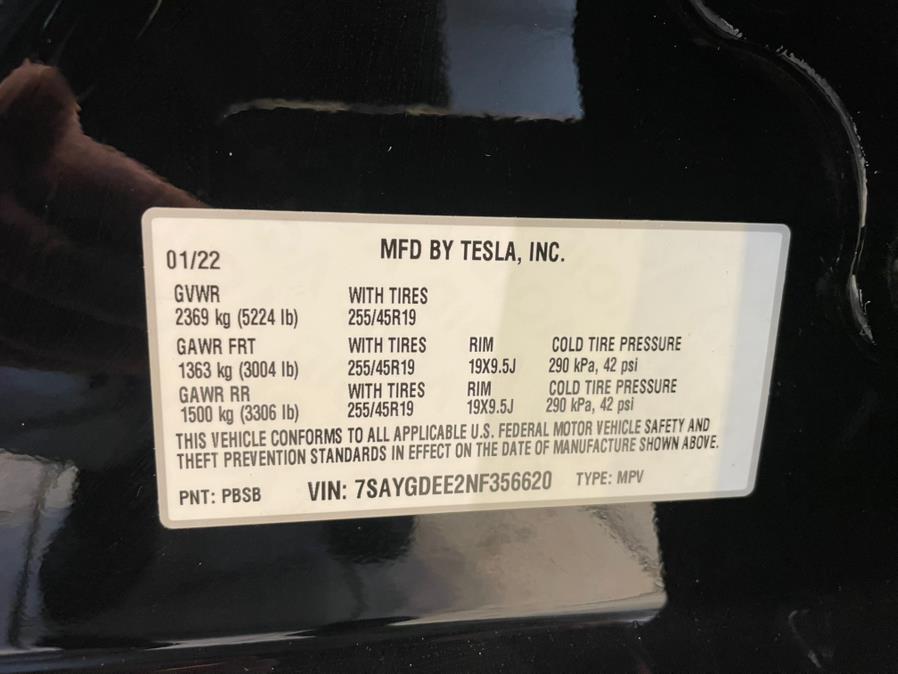 01/22 MFD BY TESLA, INC.
GVWR WITH TIRES
2369 kg (5224 lb) 255/45R19
GAWR FRT WITH TIRES RIM COLD TIRE PRESSURE
1363 kg (3004 lb) 255/45R19 19X9.5J 290 kPa, 42 psi
GAWR RR WITH TIRES RIM COLD TIRE PRESSURE
1500 kg (3306 lb) 255/45R19 19X9.5J 290 kPa, 42 psi
THIS VEHICLE CONFORMS TO ALL APPLICABLE U.S. FEDERAL MOTOR VEHICLE SAFETY AND
THEFT PREVENTION STANDARDS IN EFFECT ON THE DATE OF MANUFACTURE SHOWN ABOVE.
PNT: PBSB VIN: 7SAYGDEE2NF356620 TYPE: MPV